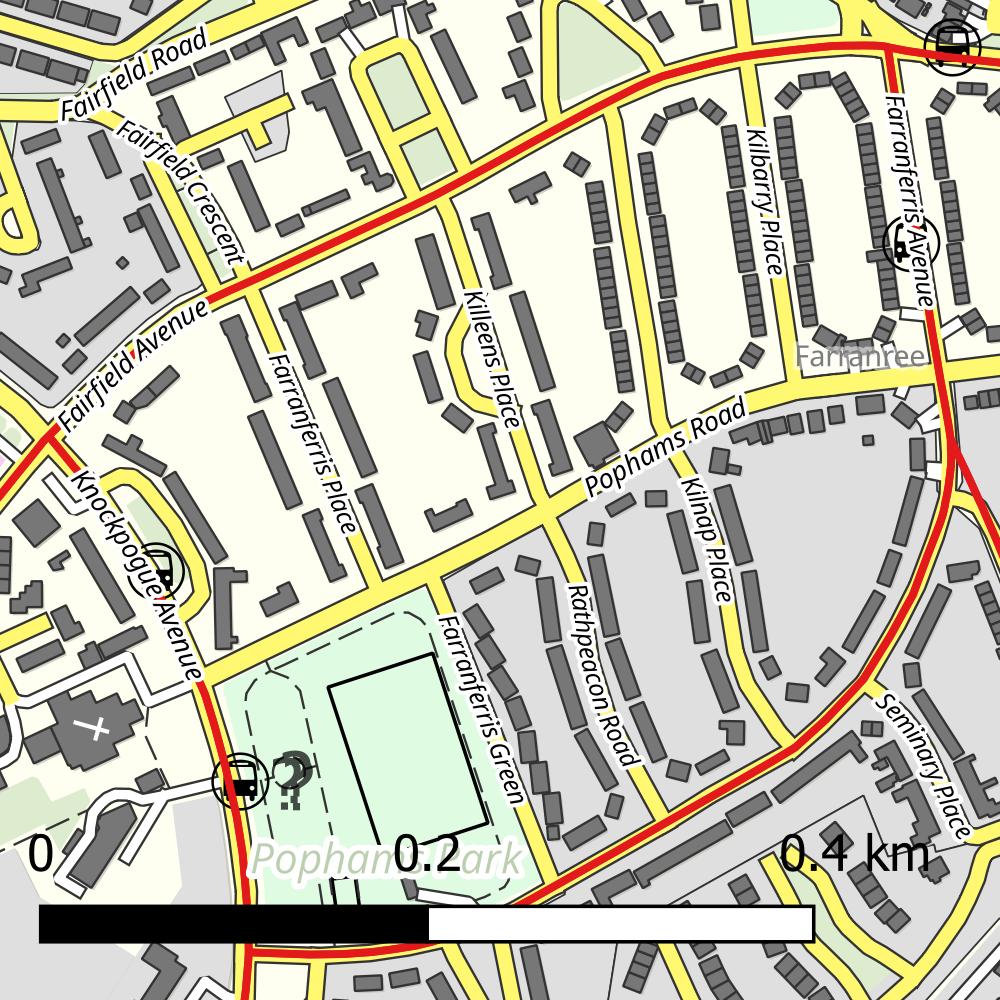 Fairfield Road
Fairfield Crescent
Kilbarry Place
Farranferris Avenue
Fairfield Avenue
Killeens Place
Farranree
Farranferris Place
Pophams Road
Knockpogue Avenue
Kilnap Place
Rathpeacon Road
Farranferris Green
Seminary Place
Pophams Park
0
0.2
0.4 km